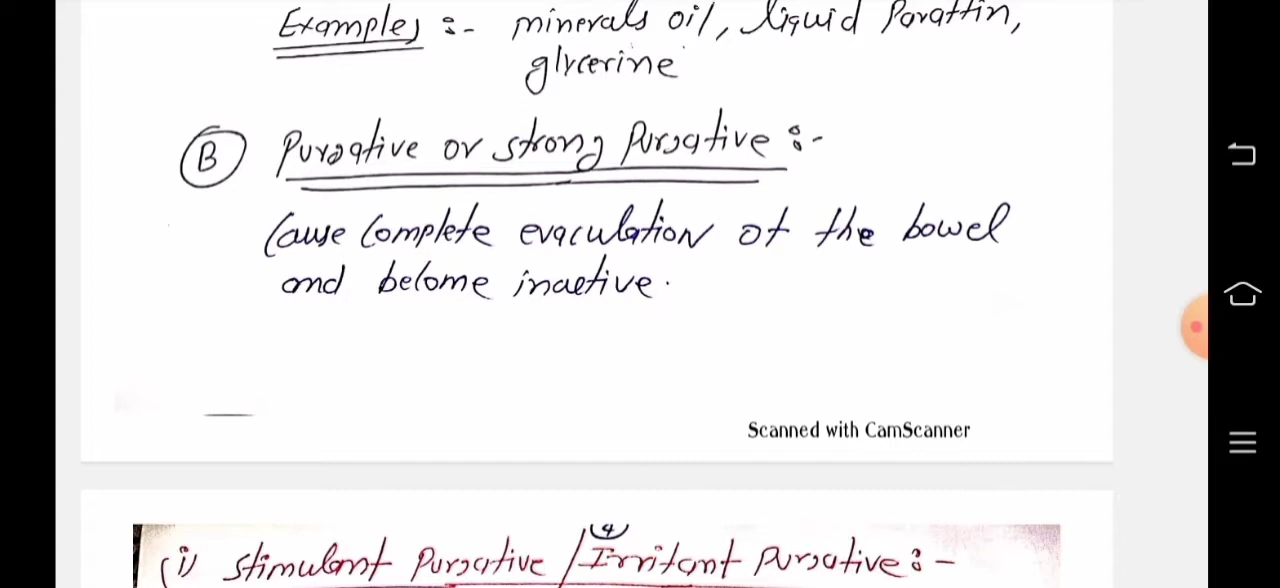 Examples :- minerals oil, liquid Paraffin,
glycerine
B Purgative or strong Purgative :-
Cause Complete evaculation of the bowel
and become inactive.
Scanned with CamScanner
4
(i) Stimulant Purgative / Irritant Purgative :-